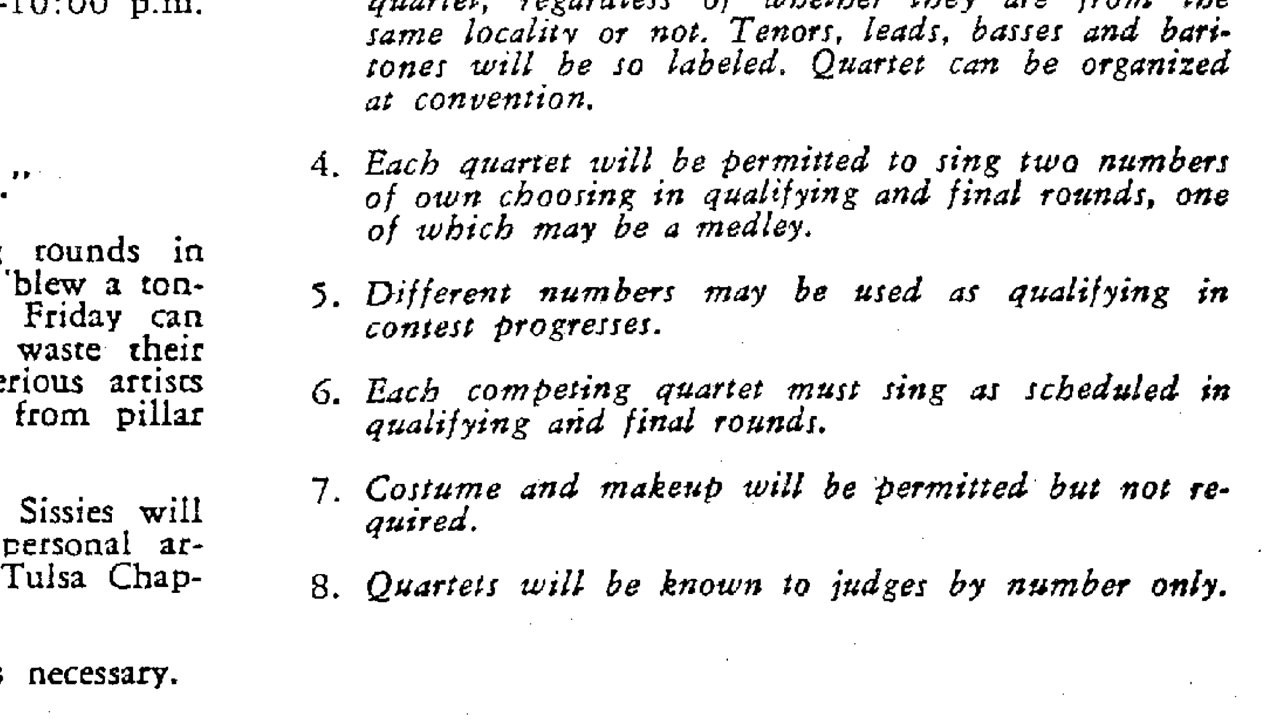 -10:00 p.m.
"
.
rounds in
'blew a ton-
Friday can
waste their
erious artists
from pillar
Sissies will
personal ar-
Tulsa Chap-
necessary.
quartet, regardless of whether they are from the
same locality or not. Tenors, leads, basses and bari-
tones will be so labeled. Quartet can be organized
at convention.
4. Each quartet will be permitted to sing two numbers
of own choosing in qualifying and final rounds, one
of which may be a medley.
5. Different numbers may be used as qualifying in
contest progresses.
6. Each competing quartet must sing as scheduled in
qualifying and final rounds.
7. Costume and makeup will be permitted but not re-
quired.
8. Quartets will be known to judges by number only.